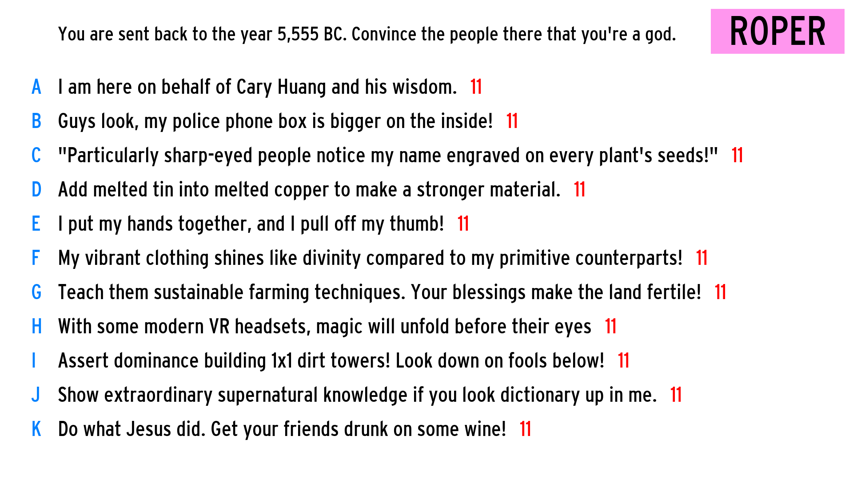 You are sent back to the year 5,555 BC. Convince the people there that you're a god.
ROPER
A I am here on behalf of Cary Huang and his wisdom. 11
B Guys look, my police phone box is bigger on the inside! 11
C "Particularly sharp-eyed people notice my name engraved on every plant's seeds!" 11
D Add melted tin into melted copper to make a stronger material. 11
E I put my hands together, and I pull off my thumb! 11
F My vibrant clothing shines like divinity compared to my primitive counterparts! 11
G Teach them sustainable farming techniques. Your blessings make the land fertile! 11
H With some modern VR headsets, magic will unfold before their eyes 11
I Assert dominance building 1x1 dirt towers! Look down on fools below! 11
J Show extraordinary supernatural knowledge if you look dictionary up in me. 11
K Do what Jesus did. Get your friends drunk on some wine! 11